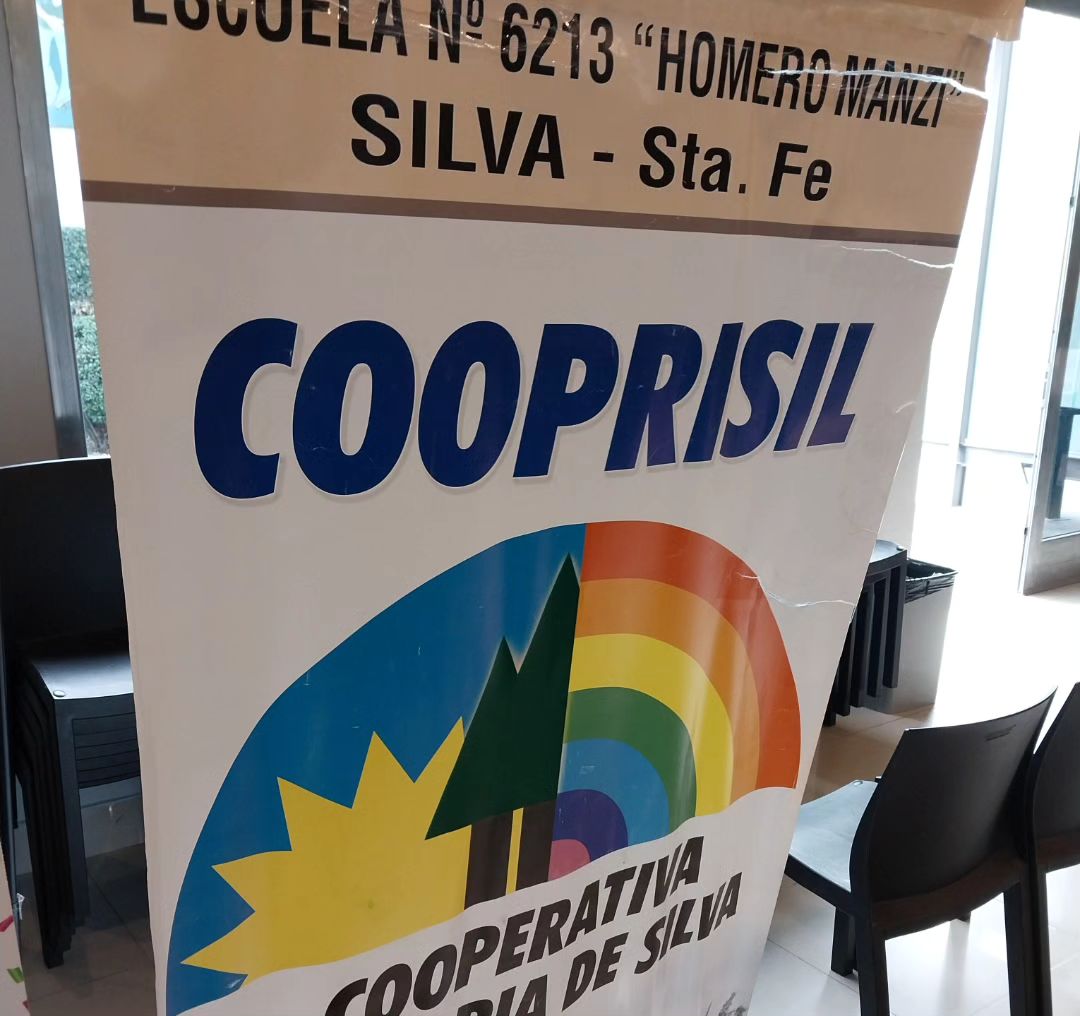 ESCUELA Nº 6213 “HOMERO MANZI”
SILVA - Sta. Fe
COOPRISIL
COOPERATIVA
DE SILVA